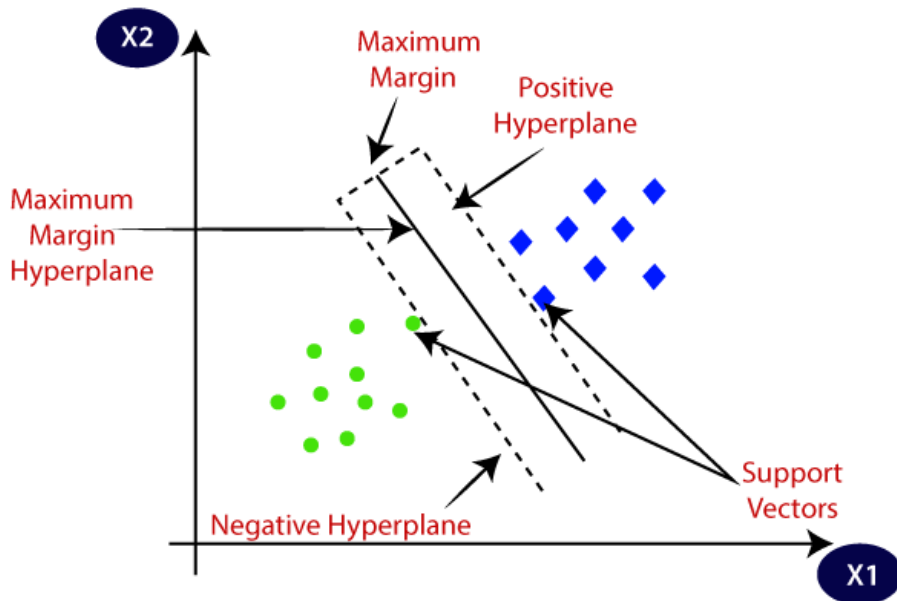 X2
Maximum
Margin
Positive
Hyperplane
Maximum
Margin
Hyperplane
Support
Vectors
Negative Hyperplane
X1